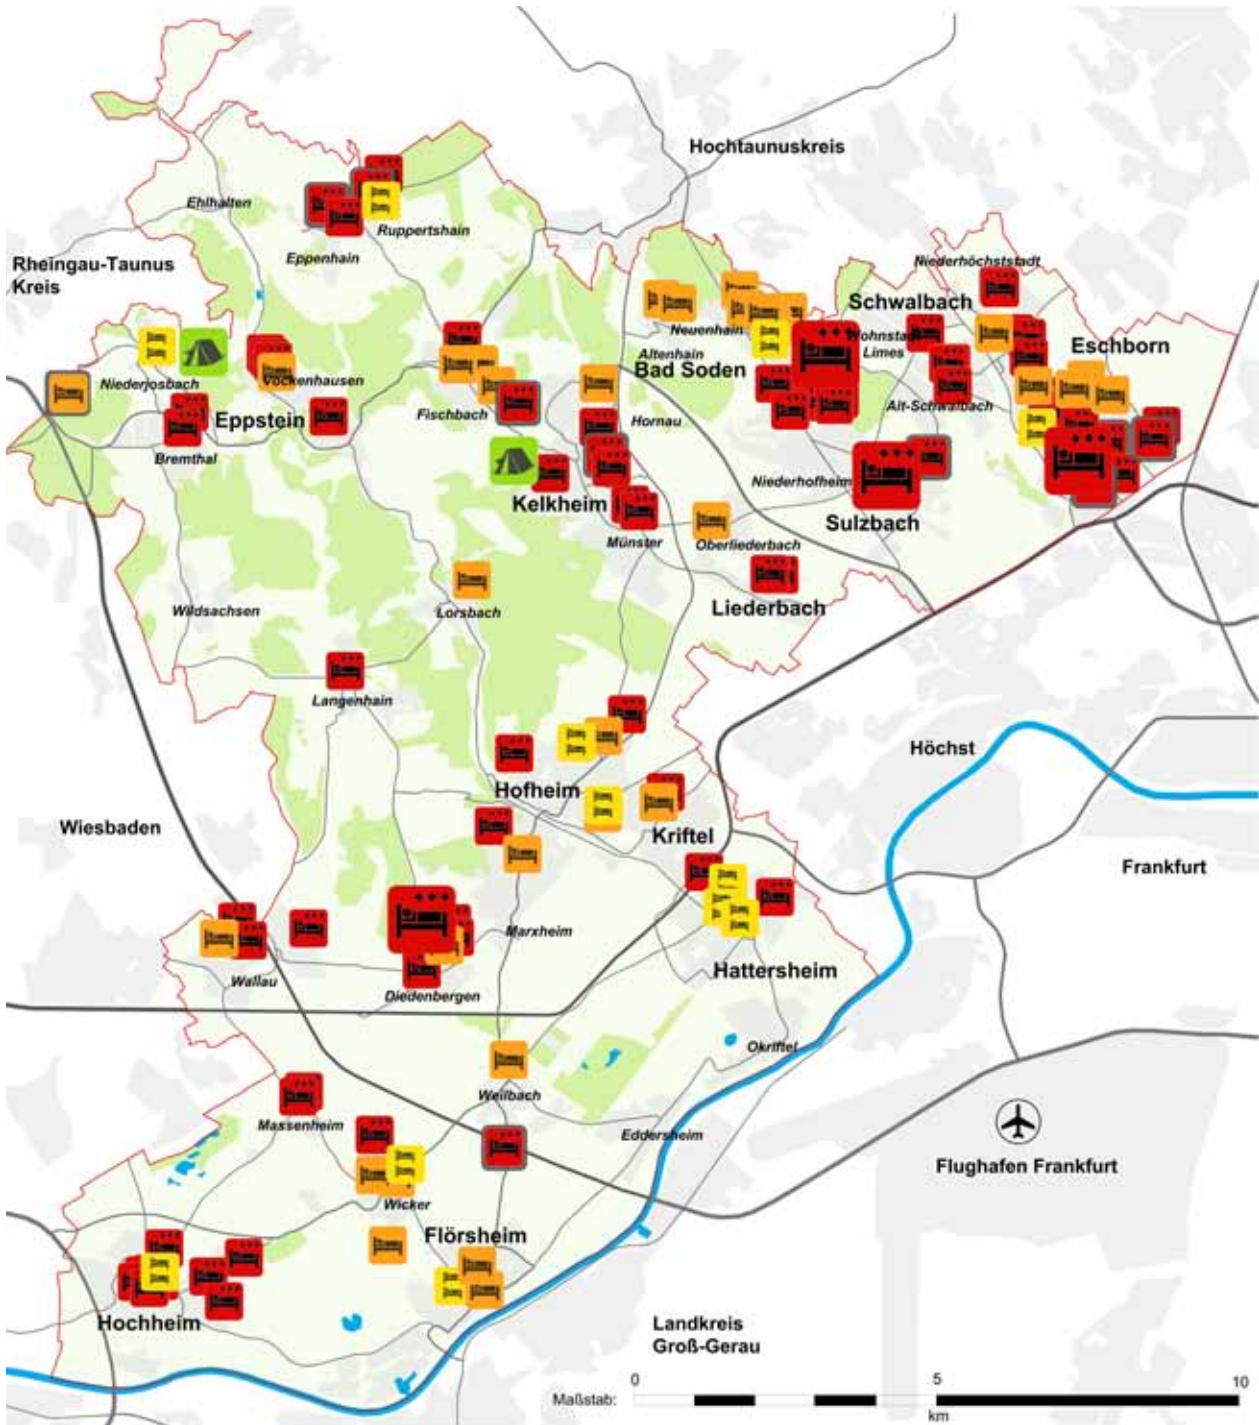 Hochtaunuskreis
Ehlhalten
Ruppertshain
Eppenhain
Rheingau-Taunus
Kreis
Niederhöchststadt
Schwalbach
Neuenhain
Wohnstadt
Limes
Eschborn
Altenhain
Bad Soden
Niederjosbach
Vockenhausen
Alt-Schwalbach
Fischbach
Eppstein
Hornau
Bremthal
Niederhofheim
Kelkheim
Sulzbach
Münster
Oberliederbach
Liederbach
Wildsachsen
Lorsbach
Langenhain
Höchst
Hofheim
Wiesbaden
Kriftel
Frankfurt
Marxheim
Hattersheim
Wallau
Diedenbergen
Okriftel
Weilbach
Massenheim
Eddersheim
Flughafen Frankfurt
Wicker
Flörsheim
Hochheim
Landkreis
Groß-Gerau
Maßstab:
0 5 10
km